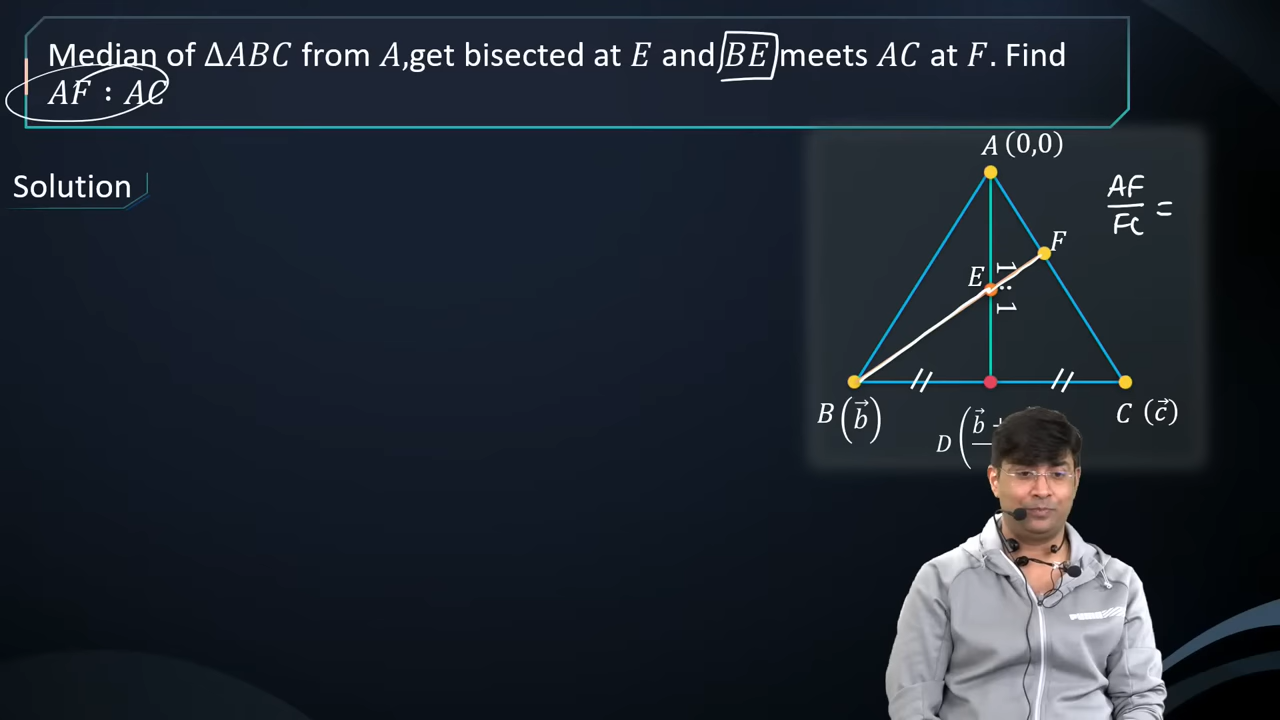 Median of ΔABC from A,get bisected at E and BE meets AC at F. Find
AF : AC
Solution
A (0,0)
AF/FC =
F
E
1 : 1
B (b⃗)
C (c⃗)
D (b⃗ +